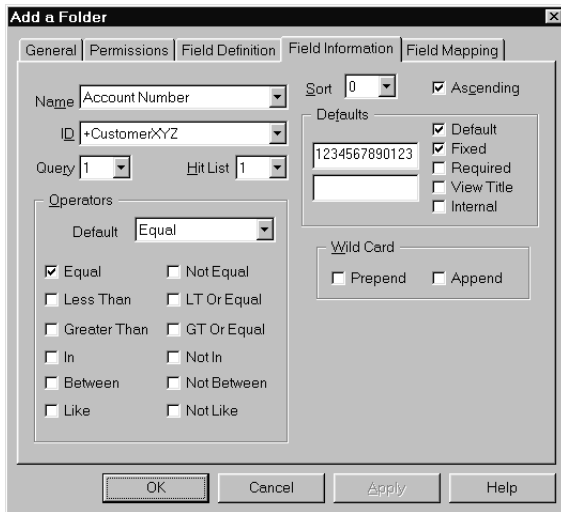 Add a Folder
General Permissions Field Definition Field Information Field Mapping
Name Account Number
ID +CustomerXYZ
Query 1 Hit List 1
Operators
Default Equal
Equal Not Equal
Less Than LT Or Equal
Greater Than GT Or Equal
In Not In
Between Not Between
Like Not Like
Sort 0 Ascending
Defaults
Default
1234567890123 Fixed
Required
View Title
Internal
Wild Card
Prepend Append
OK Cancel Apply Help